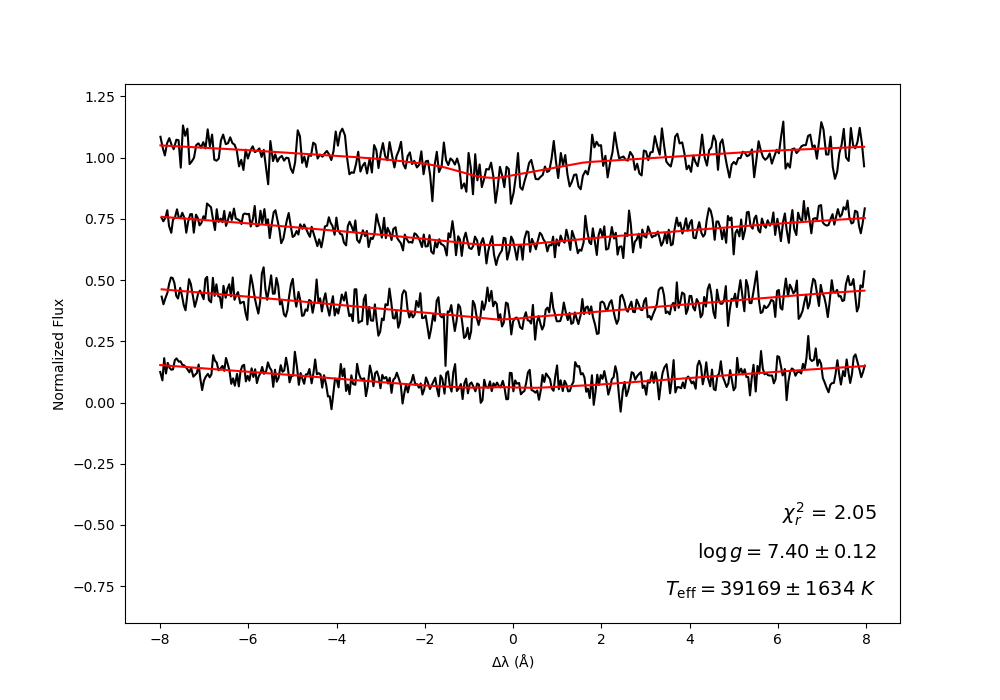 1.25
1.00
0.75
0.50
0.25
0.00
−0.25
−0.50
−0.75
Normalized Flux
χ²ᵣ = 2.05
log g = 7.40 ± 0.12
T_eff = 39169 ± 1634 K
−8 −6 −4 −2 0 2 4 6 8
Δλ (Å)